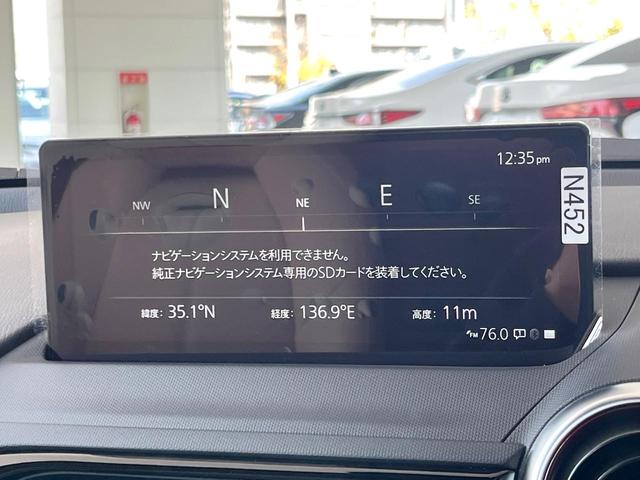 12:35pm
NW N NE E SE
N452
ナビゲーションシステムを利用できません。
純正ナビゲーションシステム専用のSDカードを装着してください。
緯度: 35.1°N 経度: 136.9°E 高度: 11m
FM 76.0